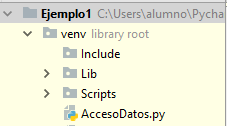 Ejemplo1 C:\Users\alumno\Pycha
venv library root
Include
Lib
Scripts
AccesoDatos.py